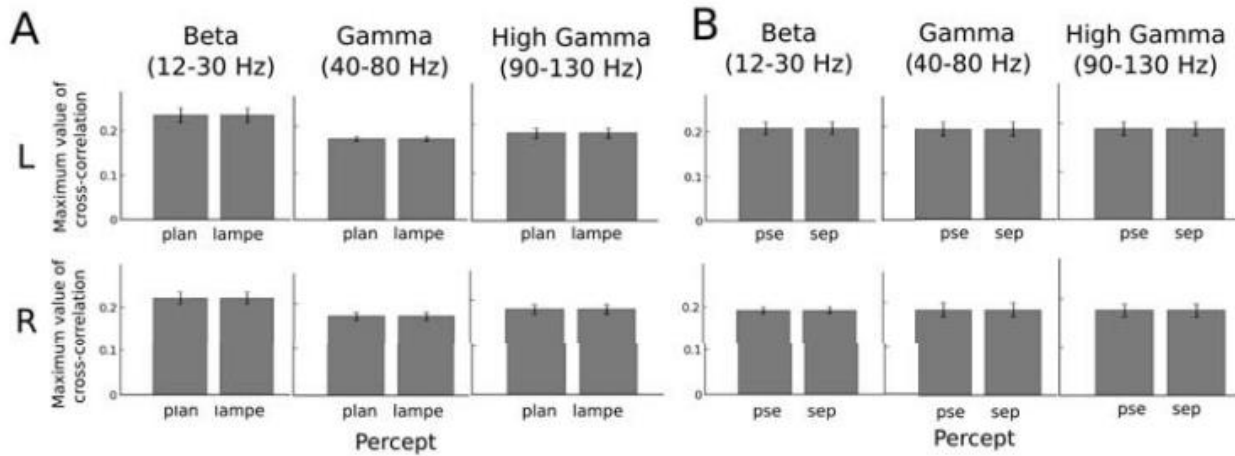 A
Beta
(12-30 Hz)
Gamma
(40-80 Hz)
High Gamma
(90-130 Hz)
B
Beta
(12-30 Hz)
Gamma
(40-80 Hz)
High Gamma
(90-130 Hz)
L
Maximum value of
cross-correlation
0.2
0.1
0
plan lampe
plan lampe
plan lampe
0.2
0.1
0
pse sep
pse sep
pse sep
R
Maximum value of
cross-correlation
0.2
0.1
0
plan lampe
plan lampe
plan lampe
Percept
0.2
0.1
0
pse sep
pse sep
pse sep
Percept